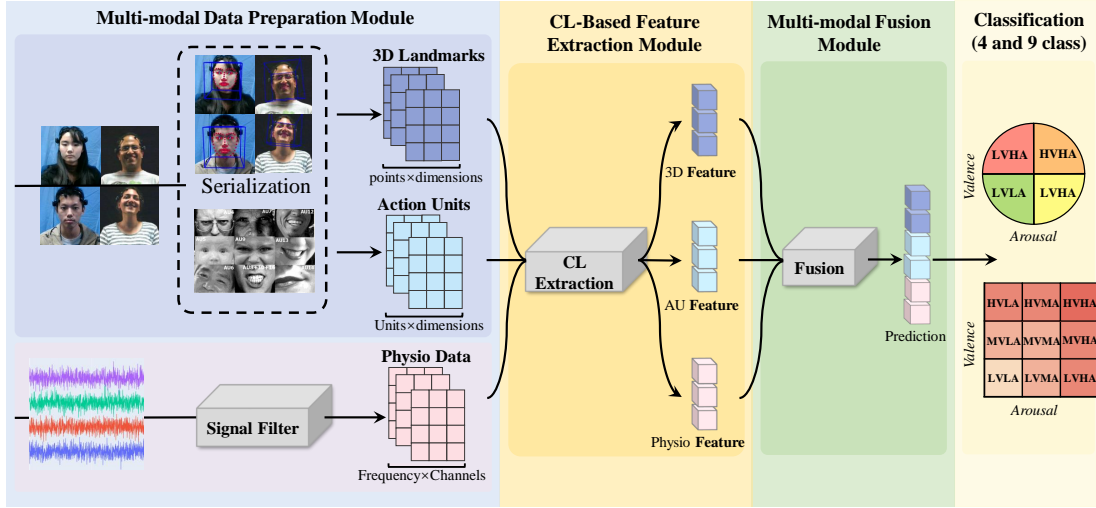 Multi-modal Data Preparation Module
CL-Based Feature
Extraction Module
Multi-modal Fusion
Module
Classification
(4 and 9 class)
3D Landmarks
Serialization
points×dimensions
Action Units
Units×dimensions
Physio Data
Signal Filter
Frequency×Channels
CL
Extraction
3D Feature
AU Feature
Physio Feature
Fusion
Prediction
Valence
LVHA HVHA
LVLA LVHA
Arousal
Valence
HVLA HVMA HVHA
MVLA MVMA MVHA
LVLA LVMA LVHA
Arousal